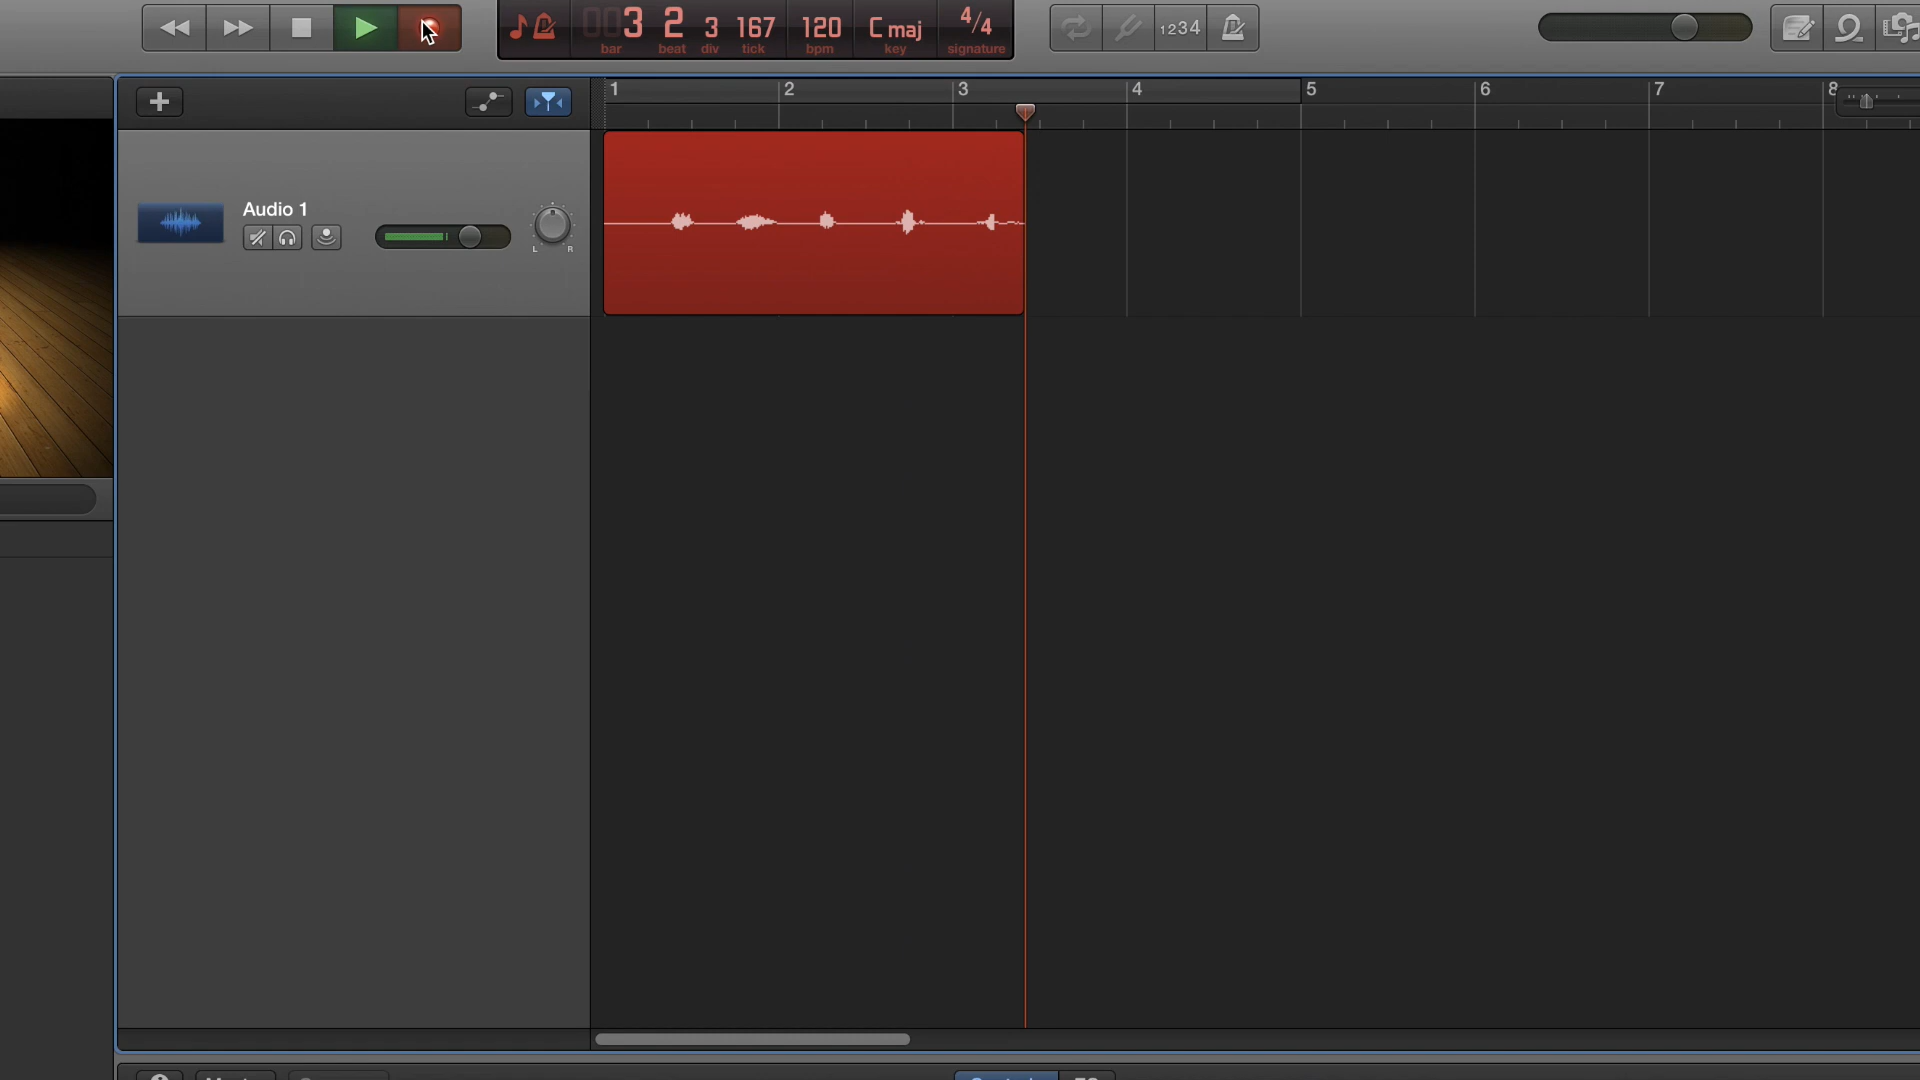 003 2 3 167 120 C maj 4/4
bar beat div tick bpm key signature
1234
1 2 3 4 5 6 7 8
Audio 1
L R